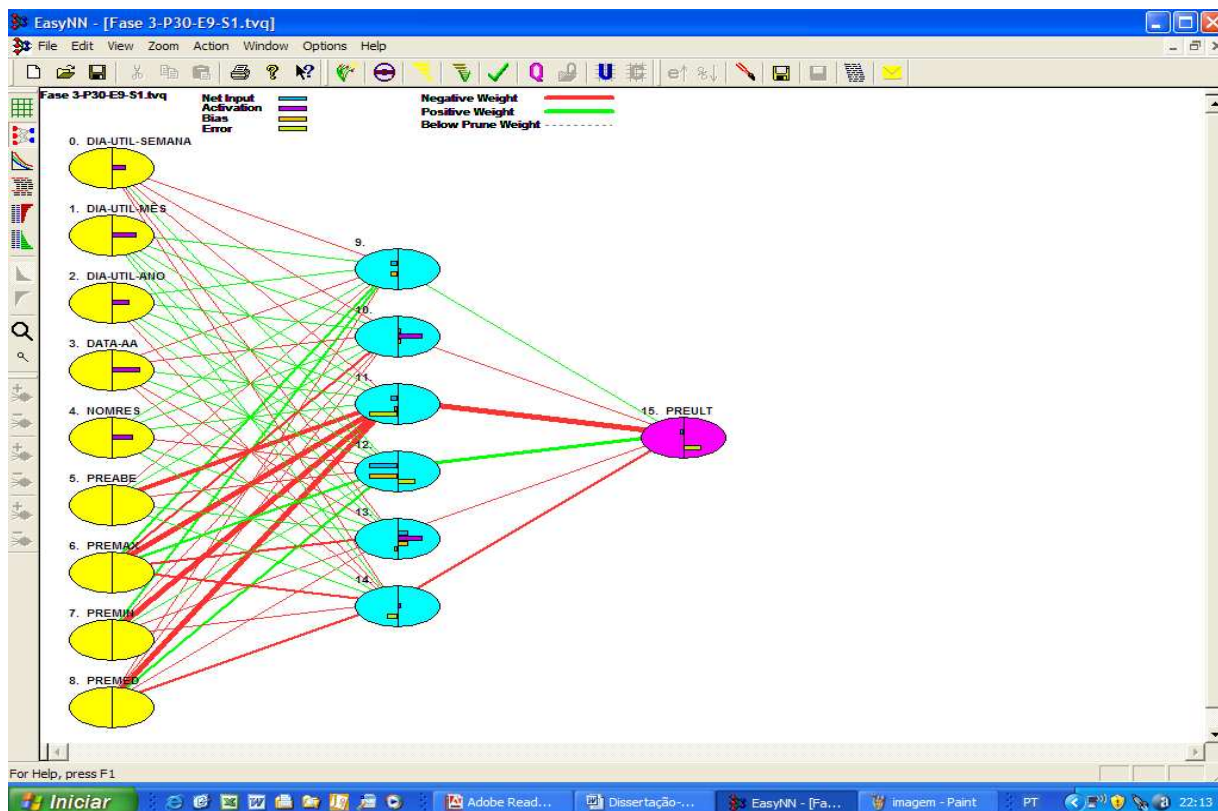 EasyNN - [Fase 3-P30-E9-S1.tvq]
File Edit View Zoom Action Window Options Help
Fase 3-P30-E9-S1.tvq
Net Input
Activation
Bias
Error
Negative Weight
Positive Weight
Below Prune Weight
0. DIA-UTIL-SEMANA
1. DIA-UTIL-MÊS
2. DIA-UTIL-ANO
3. DATA-AA
4. NOMRES
5. PREABE
6. PREMAX
7. PREMIN
8. PREMED
9.
10.
11.
12.
13.
14.
15. PREULT
For Help, press F1
Iniciar
Adobe Read...
Dissertação-...
EasyNN - [Fa...
imagem - Paint
PT
22:13